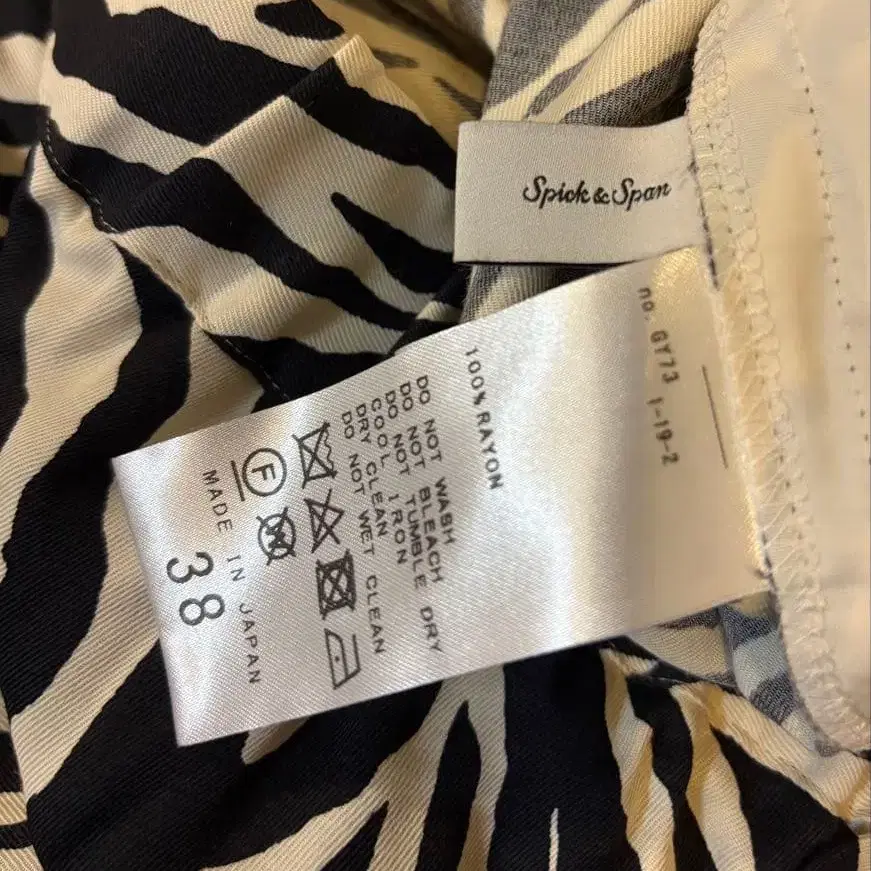 Spick & Span
no. GY73 1-19-2
100% RAYON
DO NOT WASH
DO NOT BLEACH
DO NOT TUMBLE DRY
COOL IRON
DRY CLEAN
DO NOT WET CLEAN
F
W
MADE IN JAPAN
38